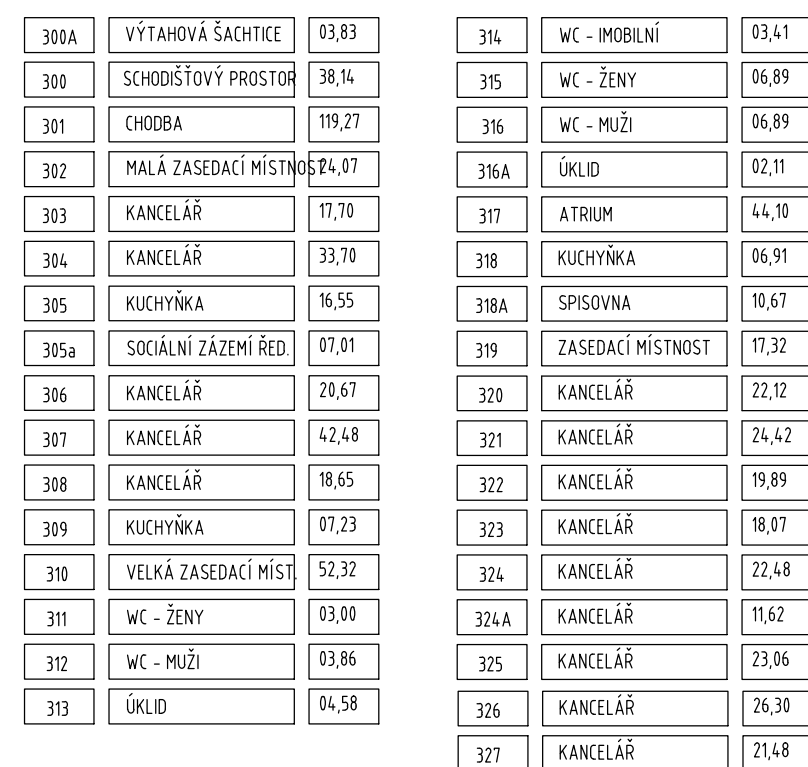 300A VÝTAHOVÁ ŠACHTICE 03,83
300 SCHODIŠŤOVÝ PROSTOR 38,14
301 CHODBA 119,27
302 MALÁ ZASEDACÍ MÍSTNOST 24,07
303 KANCELÁŘ 17,70
304 KANCELÁŘ 33,70
305 KUCHYŇKA 16,55
305a SOCIÁLNÍ ZÁZEMÍ ŘED. 07,01
306 KANCELÁŘ 20,67
307 KANCELÁŘ 42,48
308 KANCELÁŘ 18,65
309 KUCHYŇKA 07,23
310 VELKÁ ZASEDACÍ MÍST. 52,32
311 WC - ŽENY 03,00
312 WC - MUŽI 03,86
313 ÚKLID 04,58
314 WC - IMOBILNÍ 03,41
315 WC - ŽENY 06,89
316 WC - MUŽI 06,89
316A ÚKLID 02,11
317 ATRIUM 44,10
318 KUCHYŇKA 06,91
318A SPISOVNA 10,67
319 ZASEDACÍ MÍSTNOST 17,32
320 KANCELÁŘ 22,12
321 KANCELÁŘ 24,42
322 KANCELÁŘ 19,89
323 KANCELÁŘ 18,07
324 KANCELÁŘ 22,48
324A KANCELÁŘ 11,62
325 KANCELÁŘ 23,06
326 KANCELÁŘ 26,30
327 KANCELÁŘ 21,48